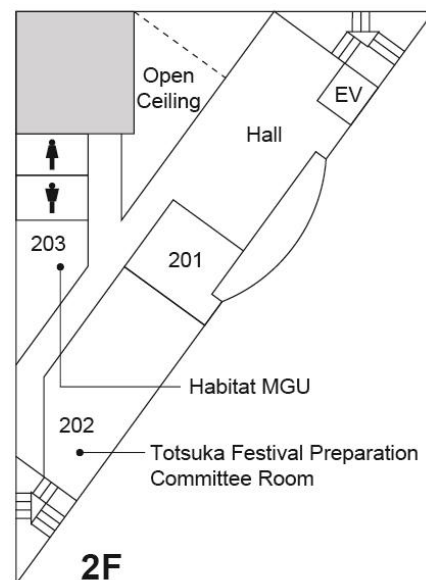 Open
Ceiling
EV
Hall
203
201
Habitat MGU
202
Totsuka Festival Preparation
Committee Room
2F